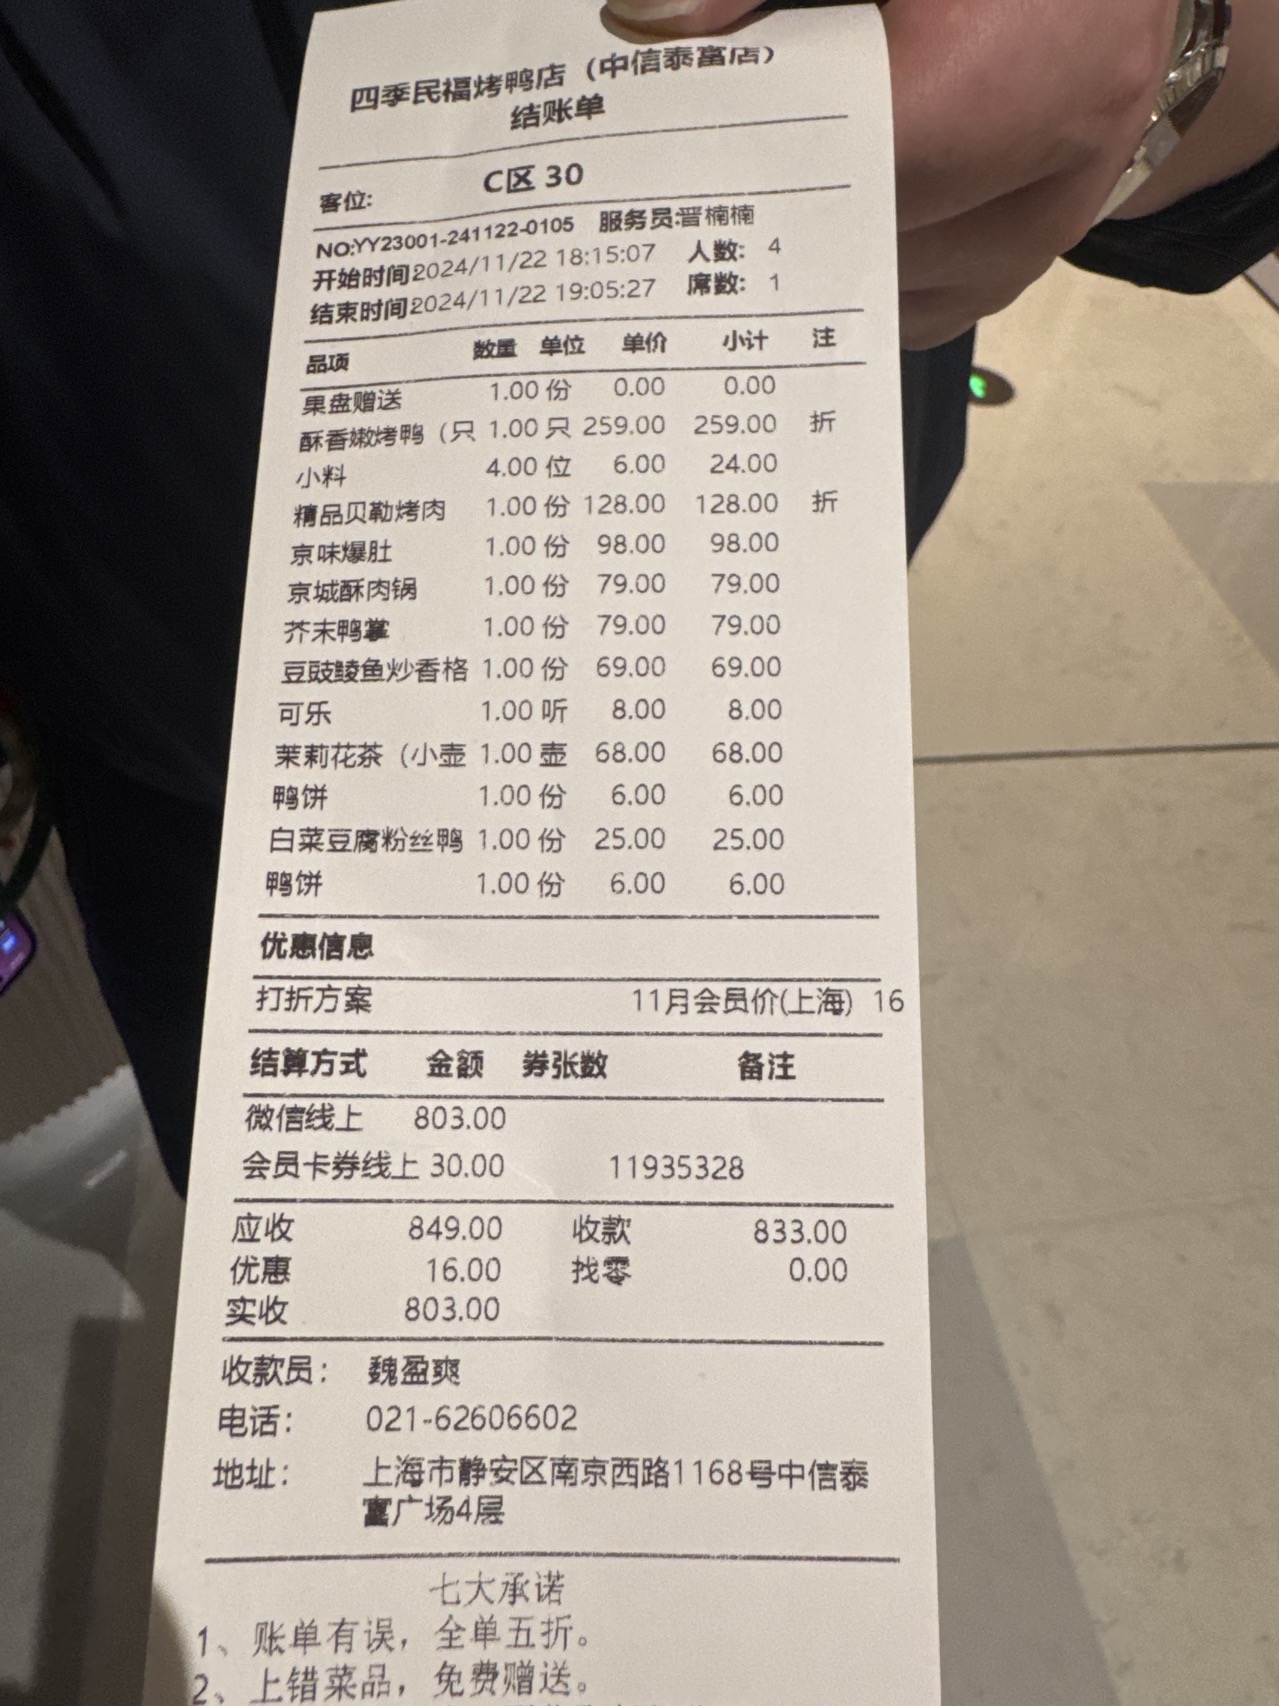 四季民福烤鸭店（中信泰富店）
结账单
客位: C区 30
NO:YY23001-241122-0105 服务员:晋楠楠
开始时间2024/11/22 18:15:07 人数: 4
结束时间2024/11/22 19:05:27 席数: 1
品项 数量 单位 单价 小计 注
果盘赠送 1.00 份 0.00 0.00
酥香嫩烤鸭（只 1.00 只 259.00 259.00 折
小料 4.00 位 6.00 24.00
精品贝勒烤肉 1.00 份 128.00 128.00 折
京味爆肚 1.00 份 98.00 98.00
京城酥肉锅 1.00 份 79.00 79.00
芥末鸭掌 1.00 份 79.00 79.00
豆豉鲮鱼炒香格 1.00 份 69.00 69.00
可乐 1.00 听 8.00 8.00
茉莉花茶（小壶 1.00 壶 68.00 68.00
鸭饼 1.00 份 6.00 6.00
白菜豆腐粉丝鸭 1.00 份 25.00 25.00
鸭饼 1.00 份 6.00 6.00
优惠信息
打折方案 11月会员价(上海) 16
结算方式 金额 券张数 备注
微信线上 803.00
会员卡券线上 30.00 11935328
应收 849.00 收款 833.00
优惠 16.00 找零 0.00
实收 803.00
收款员: 魏盈爽
电话: 021-62606602
地址: 上海市静安区南京西路1168号中信泰
富广场4层
七大承诺
1、账单有误，全单五折。
2、上错菜品，免费赠送。